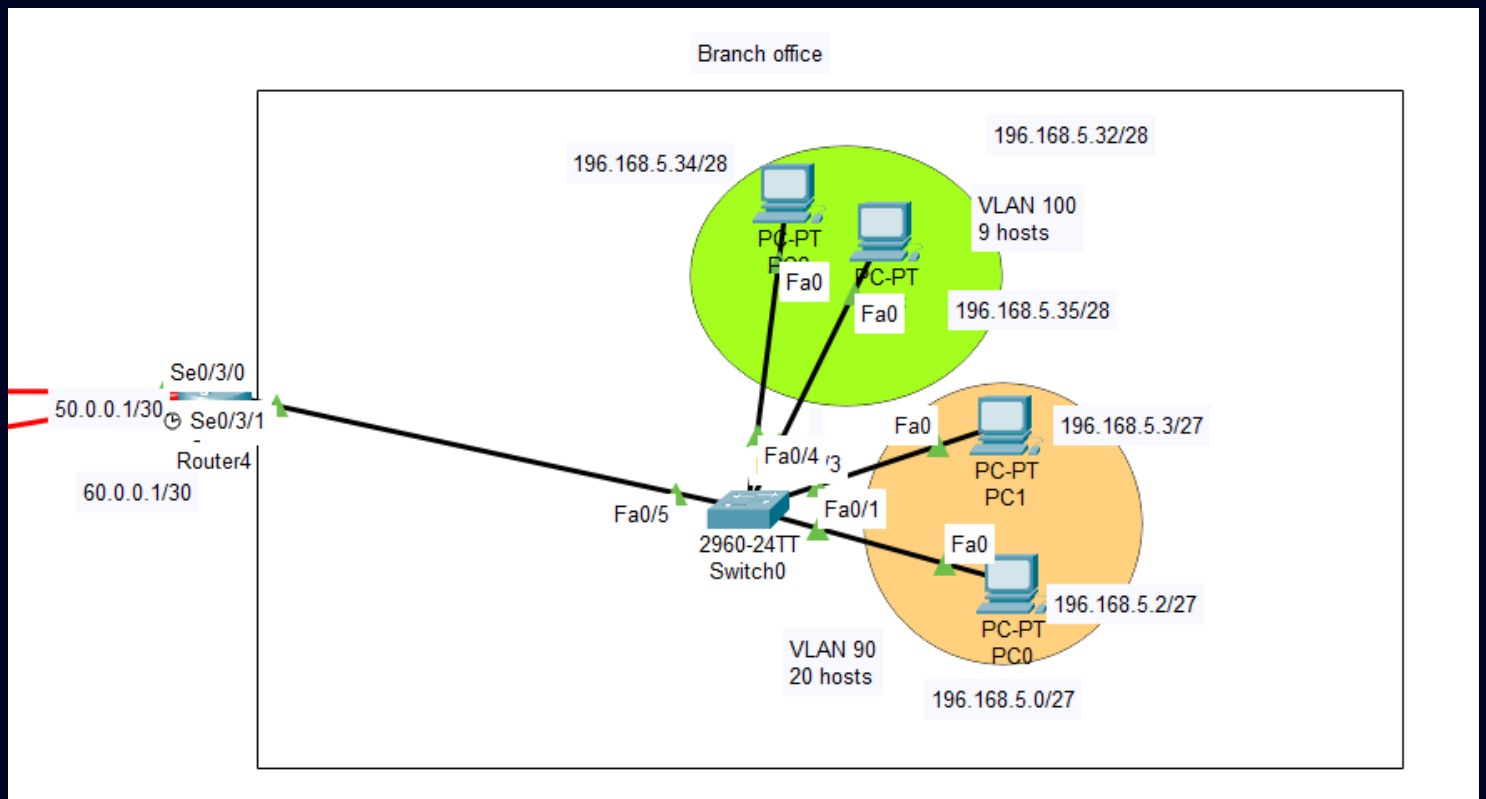 Branch office
196.168.5.32/28
196.168.5.34/28
VLAN 100
9 hosts
PC-PT
Fa0
PC-PT
Fa0
196.168.5.35/28
Se0/3/0
50.0.0.1/30
Se0/3/1
Router4
60.0.0.1/30
Fa0
196.168.5.3/27
Fa0/4
/3
PC-PT
PC1
Fa0/5
Fa0/1
2960-24TT
Switch0
Fa0
196.168.5.2/27
PC-PT
PC0
VLAN 90
20 hosts
196.168.5.0/27